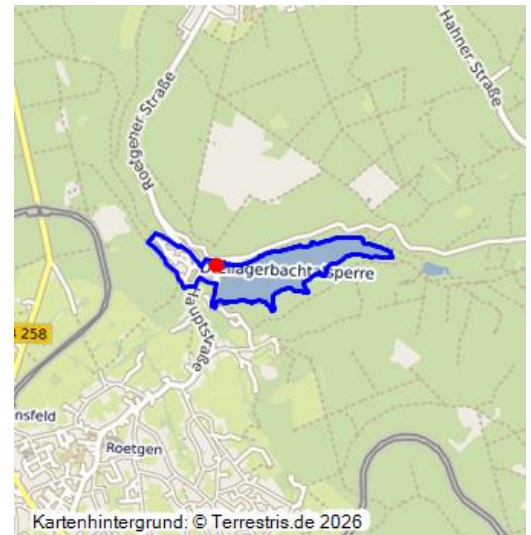 Hahner Straße
Roetgener Straße
Dreilägerbachtalsperre
Hauptstraße
258
nsfeld
Roetgen
Kartenhintergrund: © Terrestris.de 2026